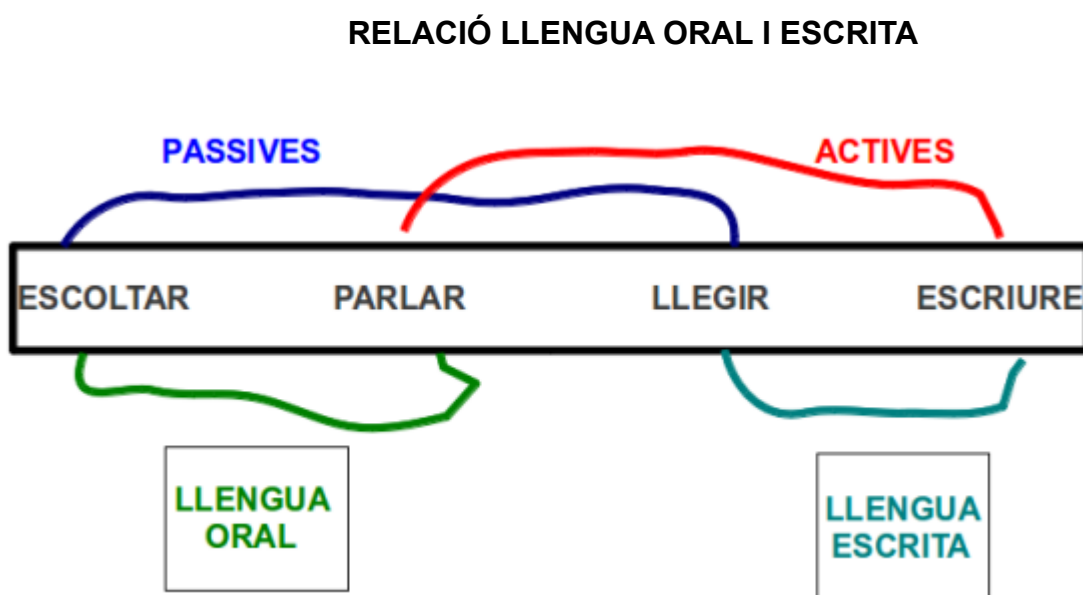 RELACIÓ LLENGUA ORAL I ESCRITA
PASSIVES
ACTIVES
ESCOLTAR PARLAR LLEGIR ESCRIURE
LLENGUA
ORAL
LLENGUA
ESCRITA